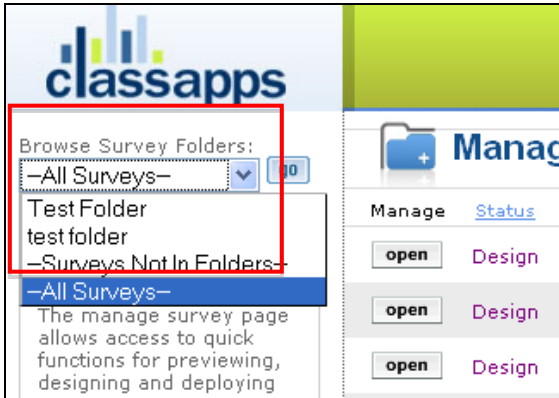 classapps
Browse Survey Folders:
–All Surveys–
go
Test Folder
test folder
–Surveys Not In Folders–
–All Surveys–
The manage survey page
allows access to quick
functions for previewing,
designing and deploying
Manag
Manage Status
open Design
open Design
open Design